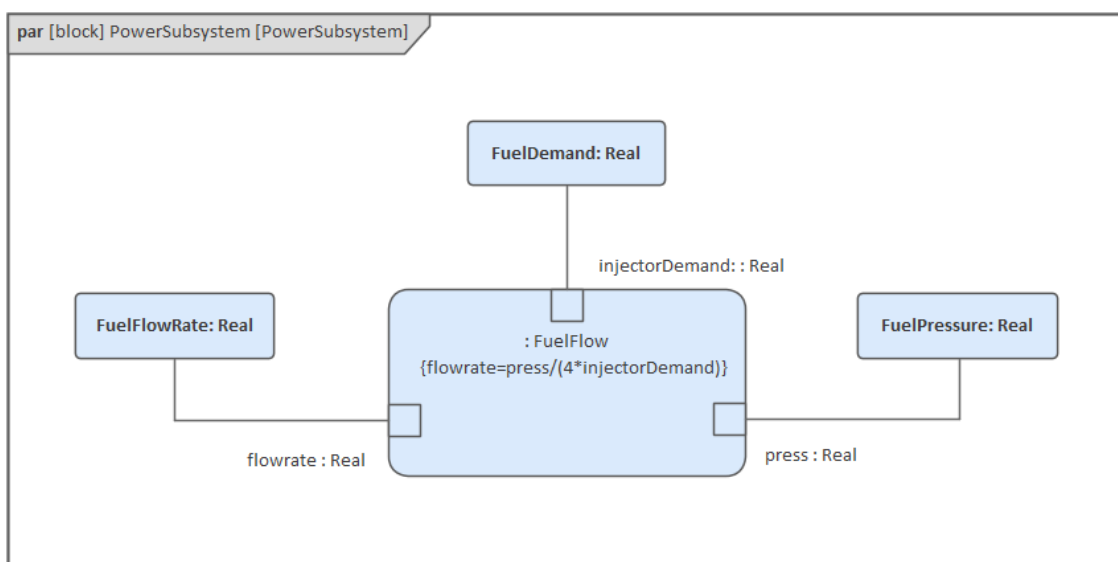 par [block] PowerSubsystem [PowerSubsystem]
FuelDemand: Real
injectorDemand: : Real
FuelFlowRate: Real
FuelPressure: Real
: FuelFlow
{flowrate=press/(4*injectorDemand)}
flowrate : Real
press : Real